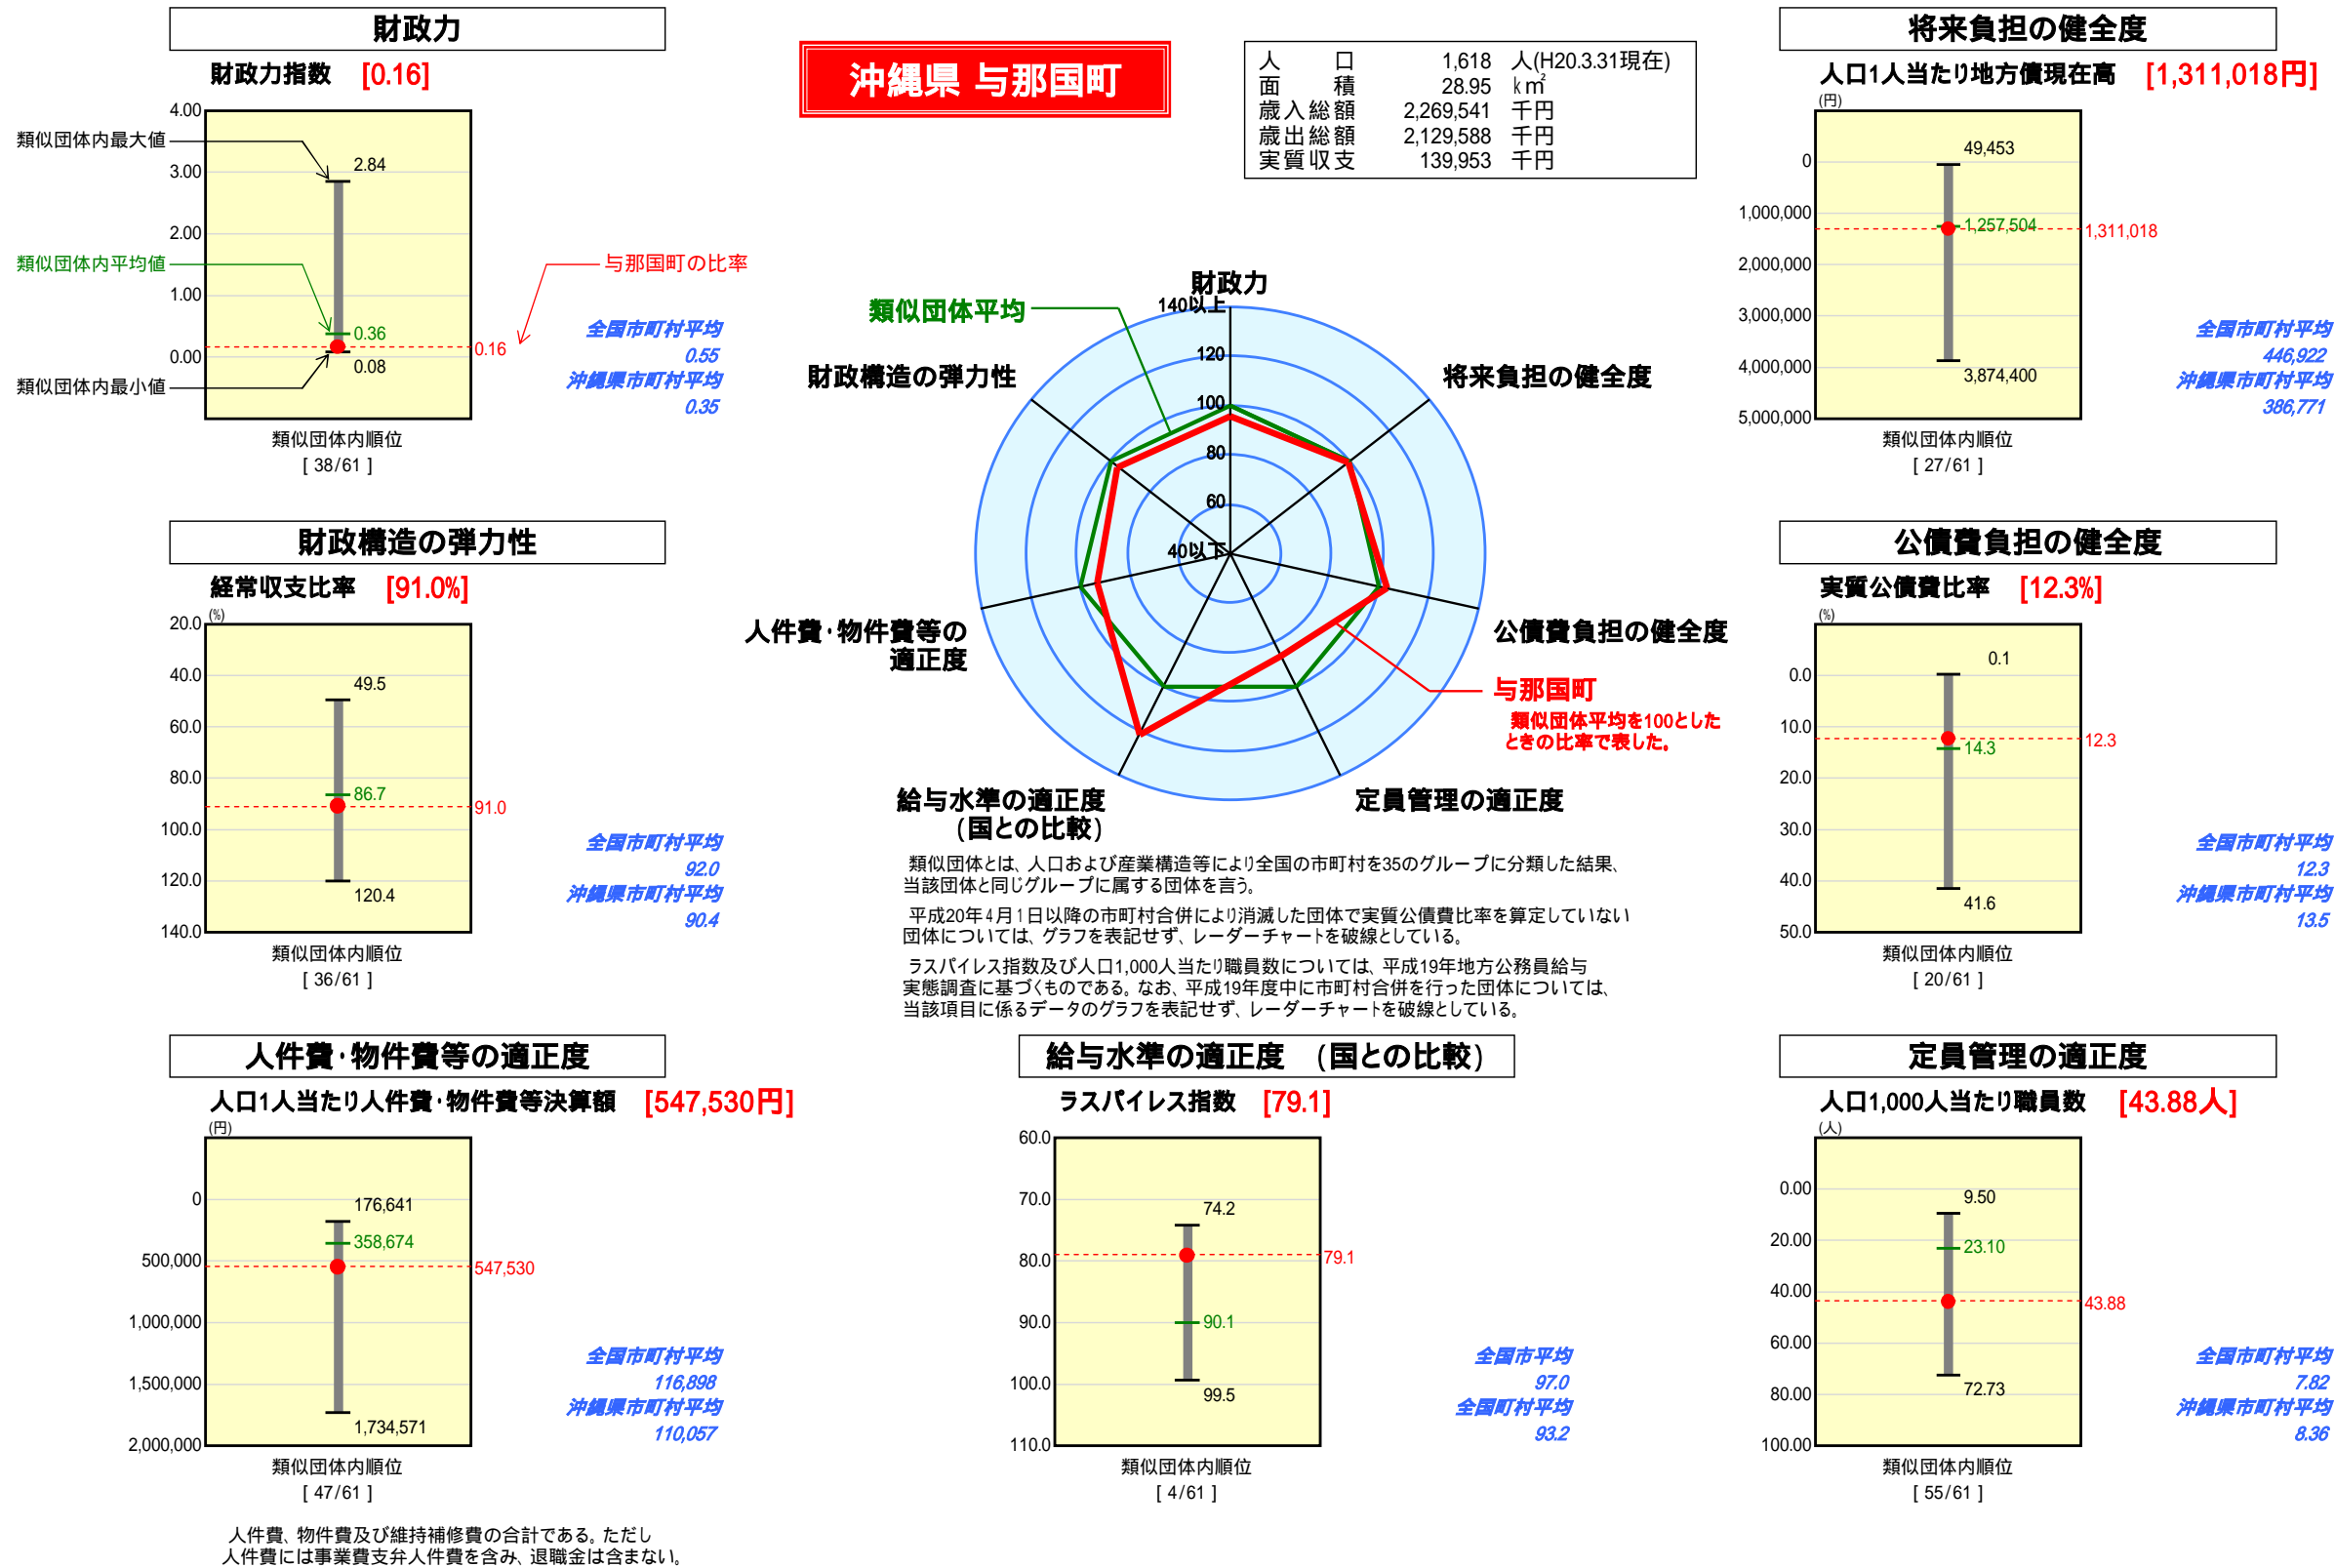 沖縄県 与那国町
人口 1,618 人(H20.3.31現在)
面積 28.95 k㎡
歳入総額 2,269,541 千円
歳出総額 2,129,588 千円
実質収支 139,953 千円
財政力
財政力指数 [0.16]
4.00
3.00
2.00
1.00
0.00
類似団体内最大値
2.84
類似団体内平均値
0.36
与那国町の比率
0.16
類似団体内最小値
0.08
全国市町村平均
0.55
沖縄県市町村平均
0.35
類似団体内順位
[ 38/61 ]
財政構造の弾力性
経常収支比率 [91.0%]
(%)
20.0
40.0
60.0
80.0
100.0
120.0
140.0
49.5
86.7
91.0
120.4
全国市町村平均
92.0
沖縄県市町村平均
90.4
類似団体内順位
[ 36/61 ]
人件費・物件費等の適正度
人口1人当たり人件費・物件費等決算額 [547,530円]
(円)
0
500,000
1,000,000
1,500,000
2,000,000
176,641
358,674
547,530
1,734,571
全国市町村平均
116,898
沖縄県市町村平均
110,057
類似団体内順位
[ 47/61 ]
人件費、物件費及び維持補修費の合計である。ただし
人件費には事業費支弁人件費を含み、退職金は含まない。
財政力
140以上
120
100
80
60
40以下
類似団体平均
財政構造の弾力性
将来負担の健全度
人件費・物件費等の
適正度
公債費負担の健全度
給与水準の適正度
(国との比較)
定員管理の適正度
与那国町
類似団体平均を100とした
ときの比率で表した。
類似団体とは、人口および産業構造等により全国の市町村を35のグループに分類した結果、
当該団体と同じグループに属する団体を言う。
平成20年4月1日以降の市町村合併により消滅した団体で実質公債費比率を算定していない
団体については、グラフを表記せず、レーダーチャートを破線としている。
ラスパイレス指数及び人口1,000人当たり職員数については、平成19年地方公務員給与
実態調査に基づくものである。なお、平成19年度中に市町村合併を行った団体については、
当該項目に係るデータのグラフを表記せず、レーダーチャートを破線としている。
給与水準の適正度 (国との比較)
ラスパイレス指数 [79.1]
60.0
70.0
80.0
90.0
100.0
110.0
74.2
79.1
90.1
99.5
全国市平均
97.0
全国町村平均
93.2
類似団体内順位
[ 4/61 ]
将来負担の健全度
人口1人当たり地方債現在高 [1,311,018円]
(円)
0
1,000,000
2,000,000
3,000,000
4,000,000
5,000,000
49,453
1,257,504
1,311,018
3,874,400
全国市町村平均
446,922
沖縄県市町村平均
386,771
類似団体内順位
[ 27/61 ]
公債費負担の健全度
実質公債費比率 [12.3%]
(%)
0.0
10.0
20.0
30.0
40.0
50.0
0.1
12.3
14.3
41.6
全国市町村平均
12.3
沖縄県市町村平均
13.5
類似団体内順位
[ 20/61 ]
定員管理の適正度
人口1,000人当たり職員数 [43.88人]
(人)
0.00
20.00
40.00
60.00
80.00
100.00
9.50
23.10
43.88
72.73
全国市町村平均
7.82
沖縄県市町村平均
8.36
類似団体内順位
[ 55/61 ]